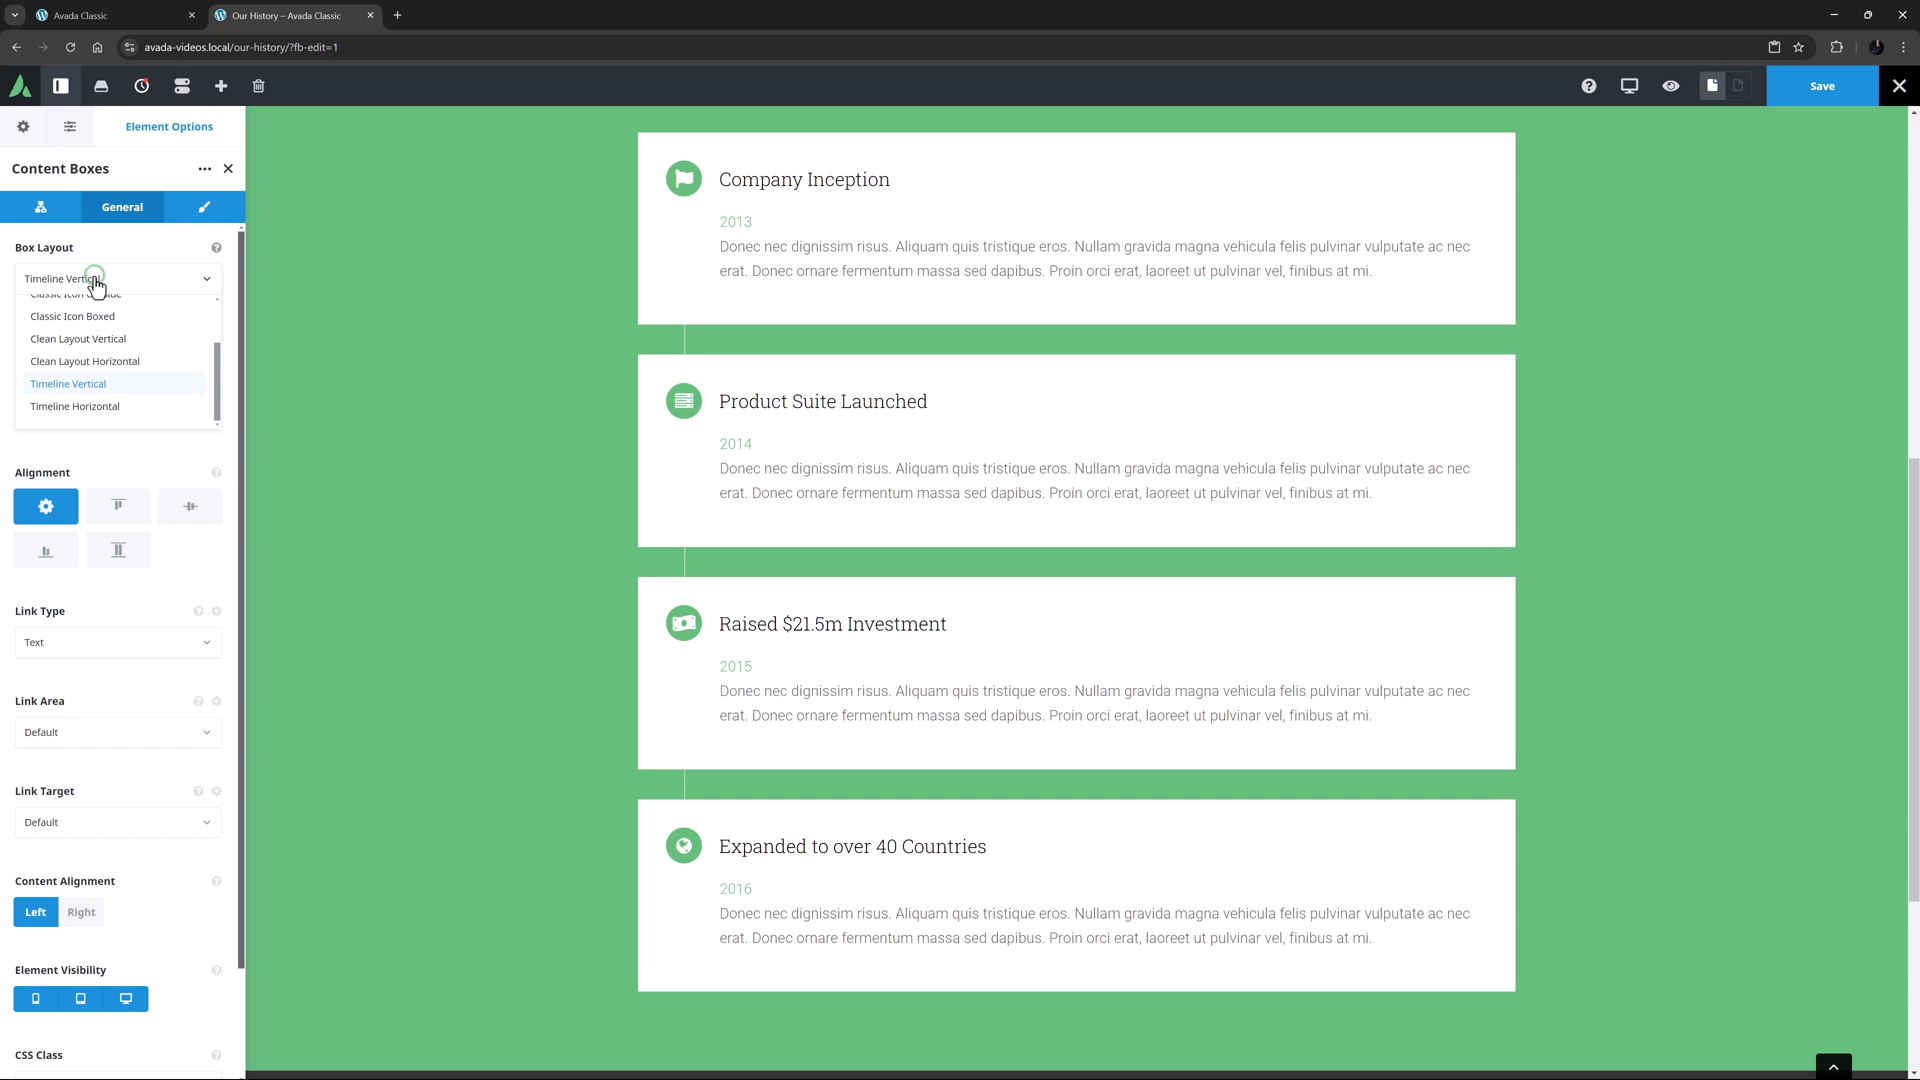 Avada Classic
Our History – Avada Classic
avada-videos.local/our-history/?fb-edit=1
Save
Element Options
Content Boxes
General
Box Layout
Timeline Vertical
Classic Icon Boxed
Clean Layout Vertical
Clean Layout Horizontal
Timeline Vertical
Timeline Horizontal
Alignment
Link Type
Text
Link Area
Default
Link Target
Default
Content Alignment
Left Right
Element Visibility
CSS Class
Company Inception
2013
Donec nec dignissim risus. Aliquam quis tristique eros. Nullam gravida magna vehicula felis pulvinar vulputate ac nec
erat. Donec ornare fermentum massa sed dapibus. Proin orci erat, laoreet ut pulvinar vel, finibus at mi.
Product Suite Launched
2014
Donec nec dignissim risus. Aliquam quis tristique eros. Nullam gravida magna vehicula felis pulvinar vulputate ac nec
erat. Donec ornare fermentum massa sed dapibus. Proin orci erat, laoreet ut pulvinar vel, finibus at mi.
Raised $21.5m Investment
2015
Donec nec dignissim risus. Aliquam quis tristique eros. Nullam gravida magna vehicula felis pulvinar vulputate ac nec
erat. Donec ornare fermentum massa sed dapibus. Proin orci erat, laoreet ut pulvinar vel, finibus at mi.
Expanded to over 40 Countries
2016
Donec nec dignissim risus. Aliquam quis tristique eros. Nullam gravida magna vehicula felis pulvinar vulputate ac nec
erat. Donec ornare fermentum massa sed dapibus. Proin orci erat, laoreet ut pulvinar vel, finibus at mi.